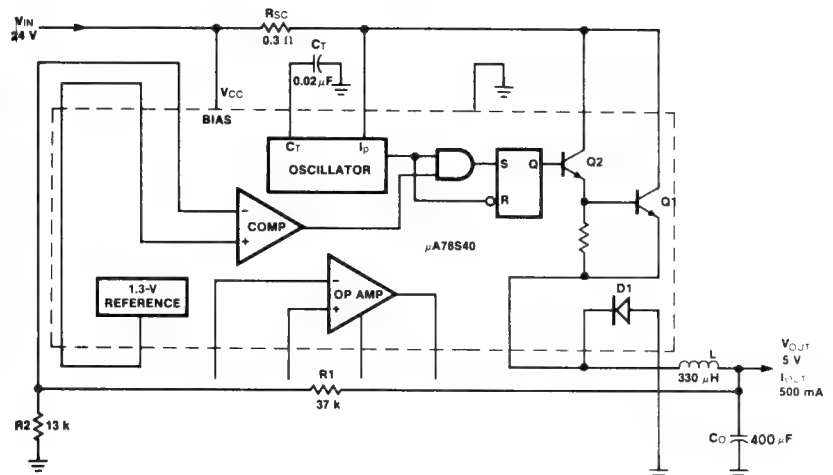 VIN
24 V
RSC
0.3 Ω
CT
0.02 μF
VCC
BIAS
CT
Ip
OSCILLATOR
S
Q
R
Q2
Q1
COMP
-
+
μA78S40
1.3-V
REFERENCE
-
+
OP AMP
D1
L
330 μH
VOUT
5 V
IOUT
500 mA
R1
37 k
R2
13 k
CO
400 μF